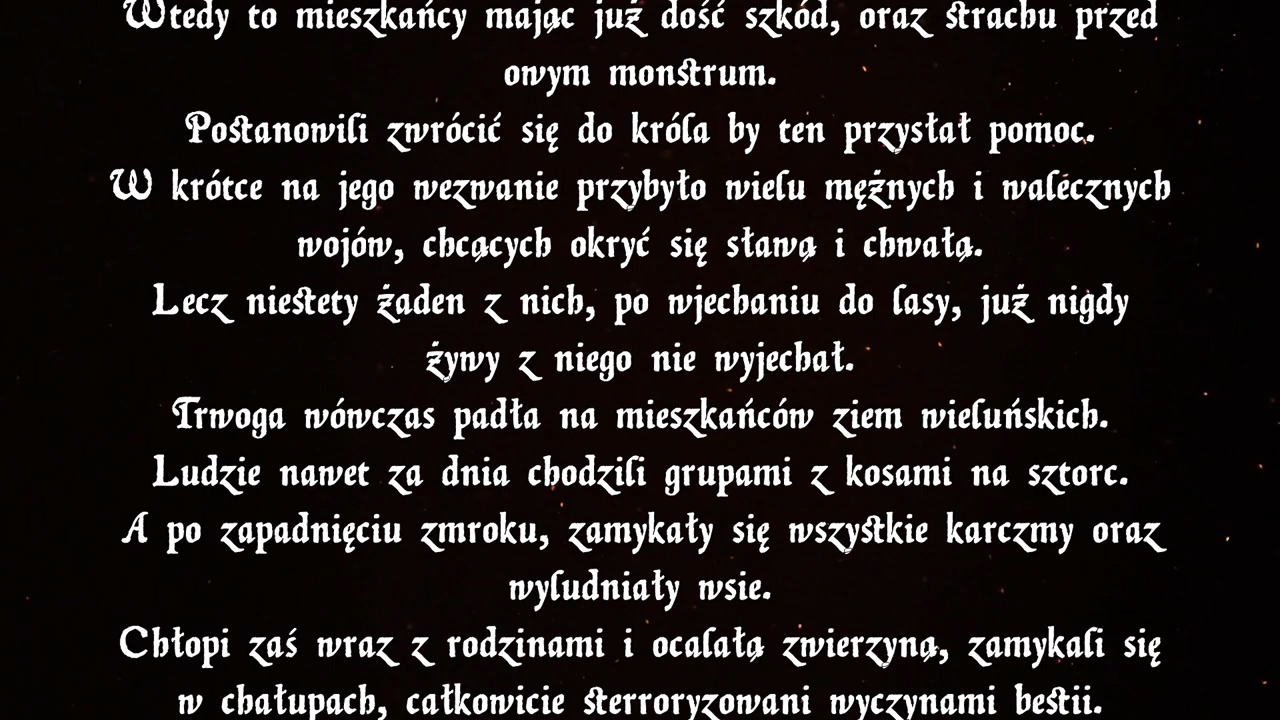 Wtedy to mieszkańcy mając już dość szkód, oraz strachu przed
owym monstrum.
Postanowili zwrócić się do króla by ten przysłał pomoc.
W krótce na jego wezwanie przybyło wielu mężnych i walecznych
wojów, chcących okryć się sławą i chwałą.
Lecz niestety żaden z nich, po wjechaniu do lasy, już nigdy
żywy z niego nie wyjechał.
Trwoga wówczas padła na mieszkańców ziem wieluńskich.
Ludzie nawet za dnia chodzili grupami z kosami na sztorc.
A po zapadnięciu zmroku, zamykały się wszystkie karczmy oraz
wyludniały wsie.
Chłopi zaś wraz z rodzinami i ocalałą zwierzyną, zamykali się
w chałupach, całkowicie sterroryzowani wyczynami bestii.